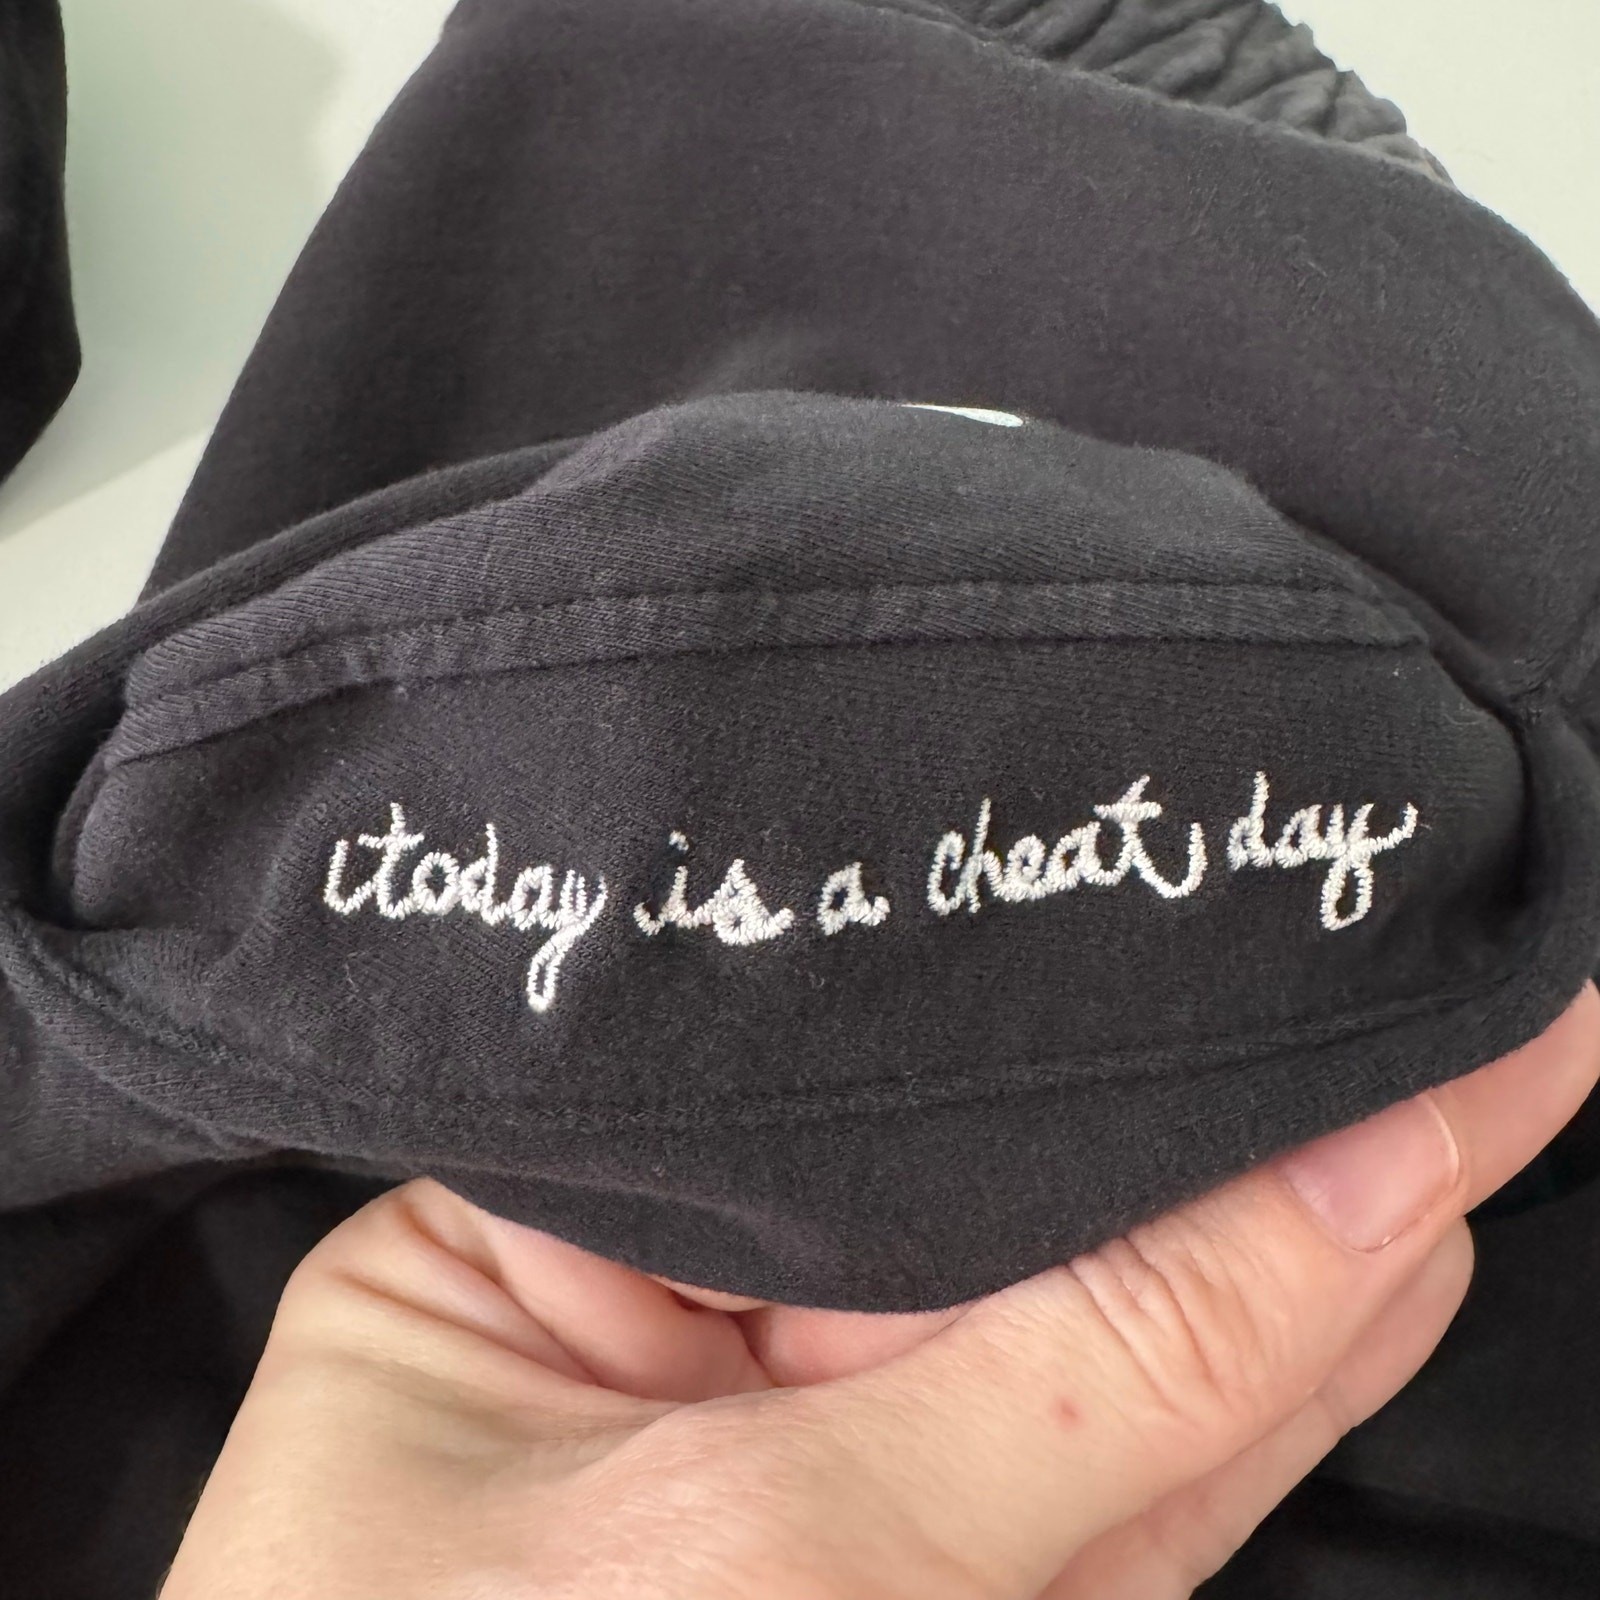 today is a cheat day